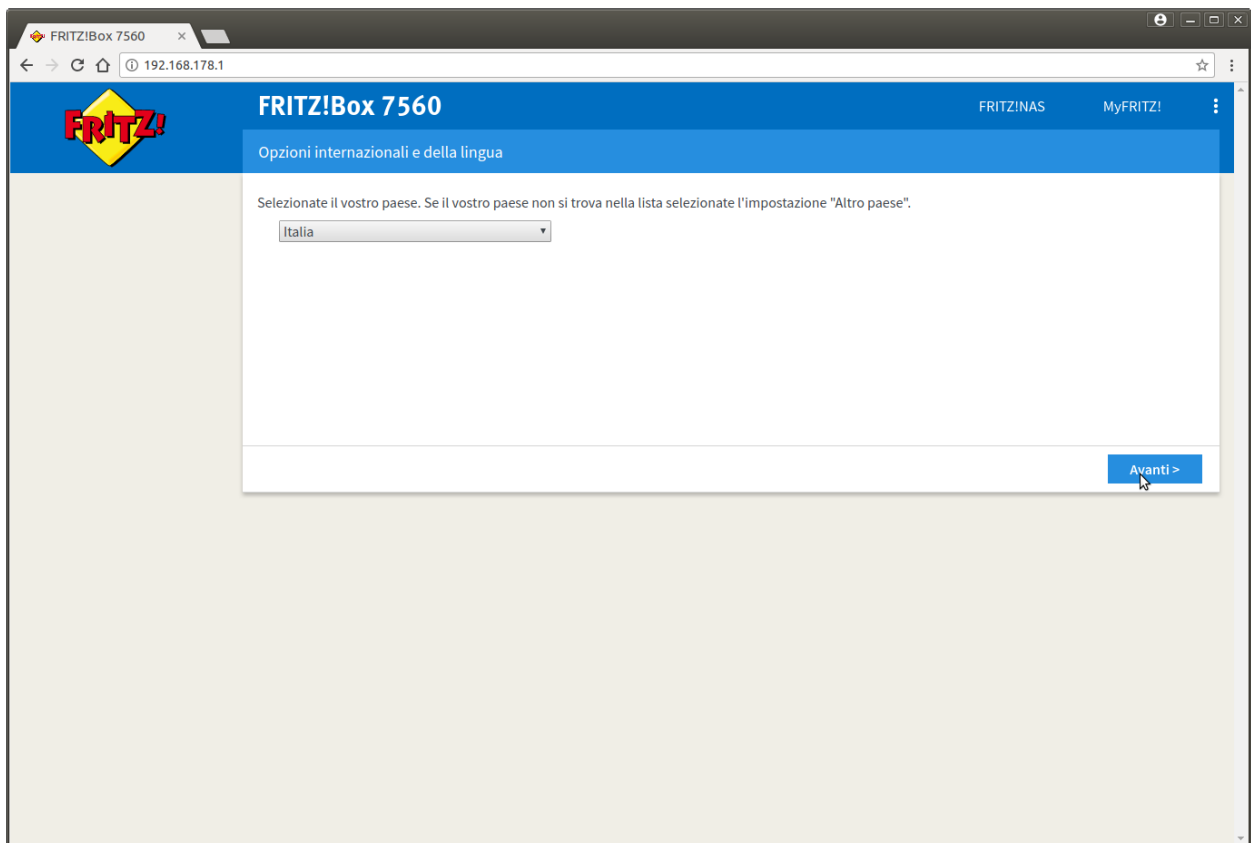 FRITZ!Box 7560
192.168.178.1
FRITZ!
FRITZ!Box 7560
FRITZ!NAS
MyFRITZ!
Opzioni internazionali e della lingua
Selezionate il vostro paese. Se il vostro paese non si trova nella lista selezionate l'impostazione "Altro paese".
Italia
Avanti >